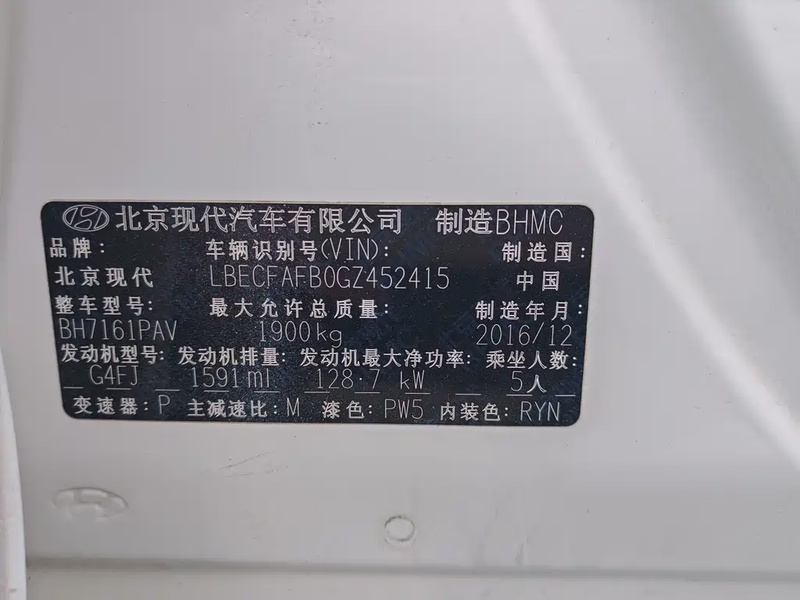 北京现代汽车有限公司 制造BHMC
品牌: 车辆识别号(VIN): 制造国:
北京现代 LBECFAFB0GZ452415 中国
整车型号: 最大允许总质量: 制造年月:
BH7161PAV 1900kg 2016/12
发动机型号: 发动机排量: 发动机最大净功率: 乘坐人数:
G4FJ 1591ml 128.7 kW 5人
变速器: P 主减速比: M 漆色: PW5 内装色: RYN